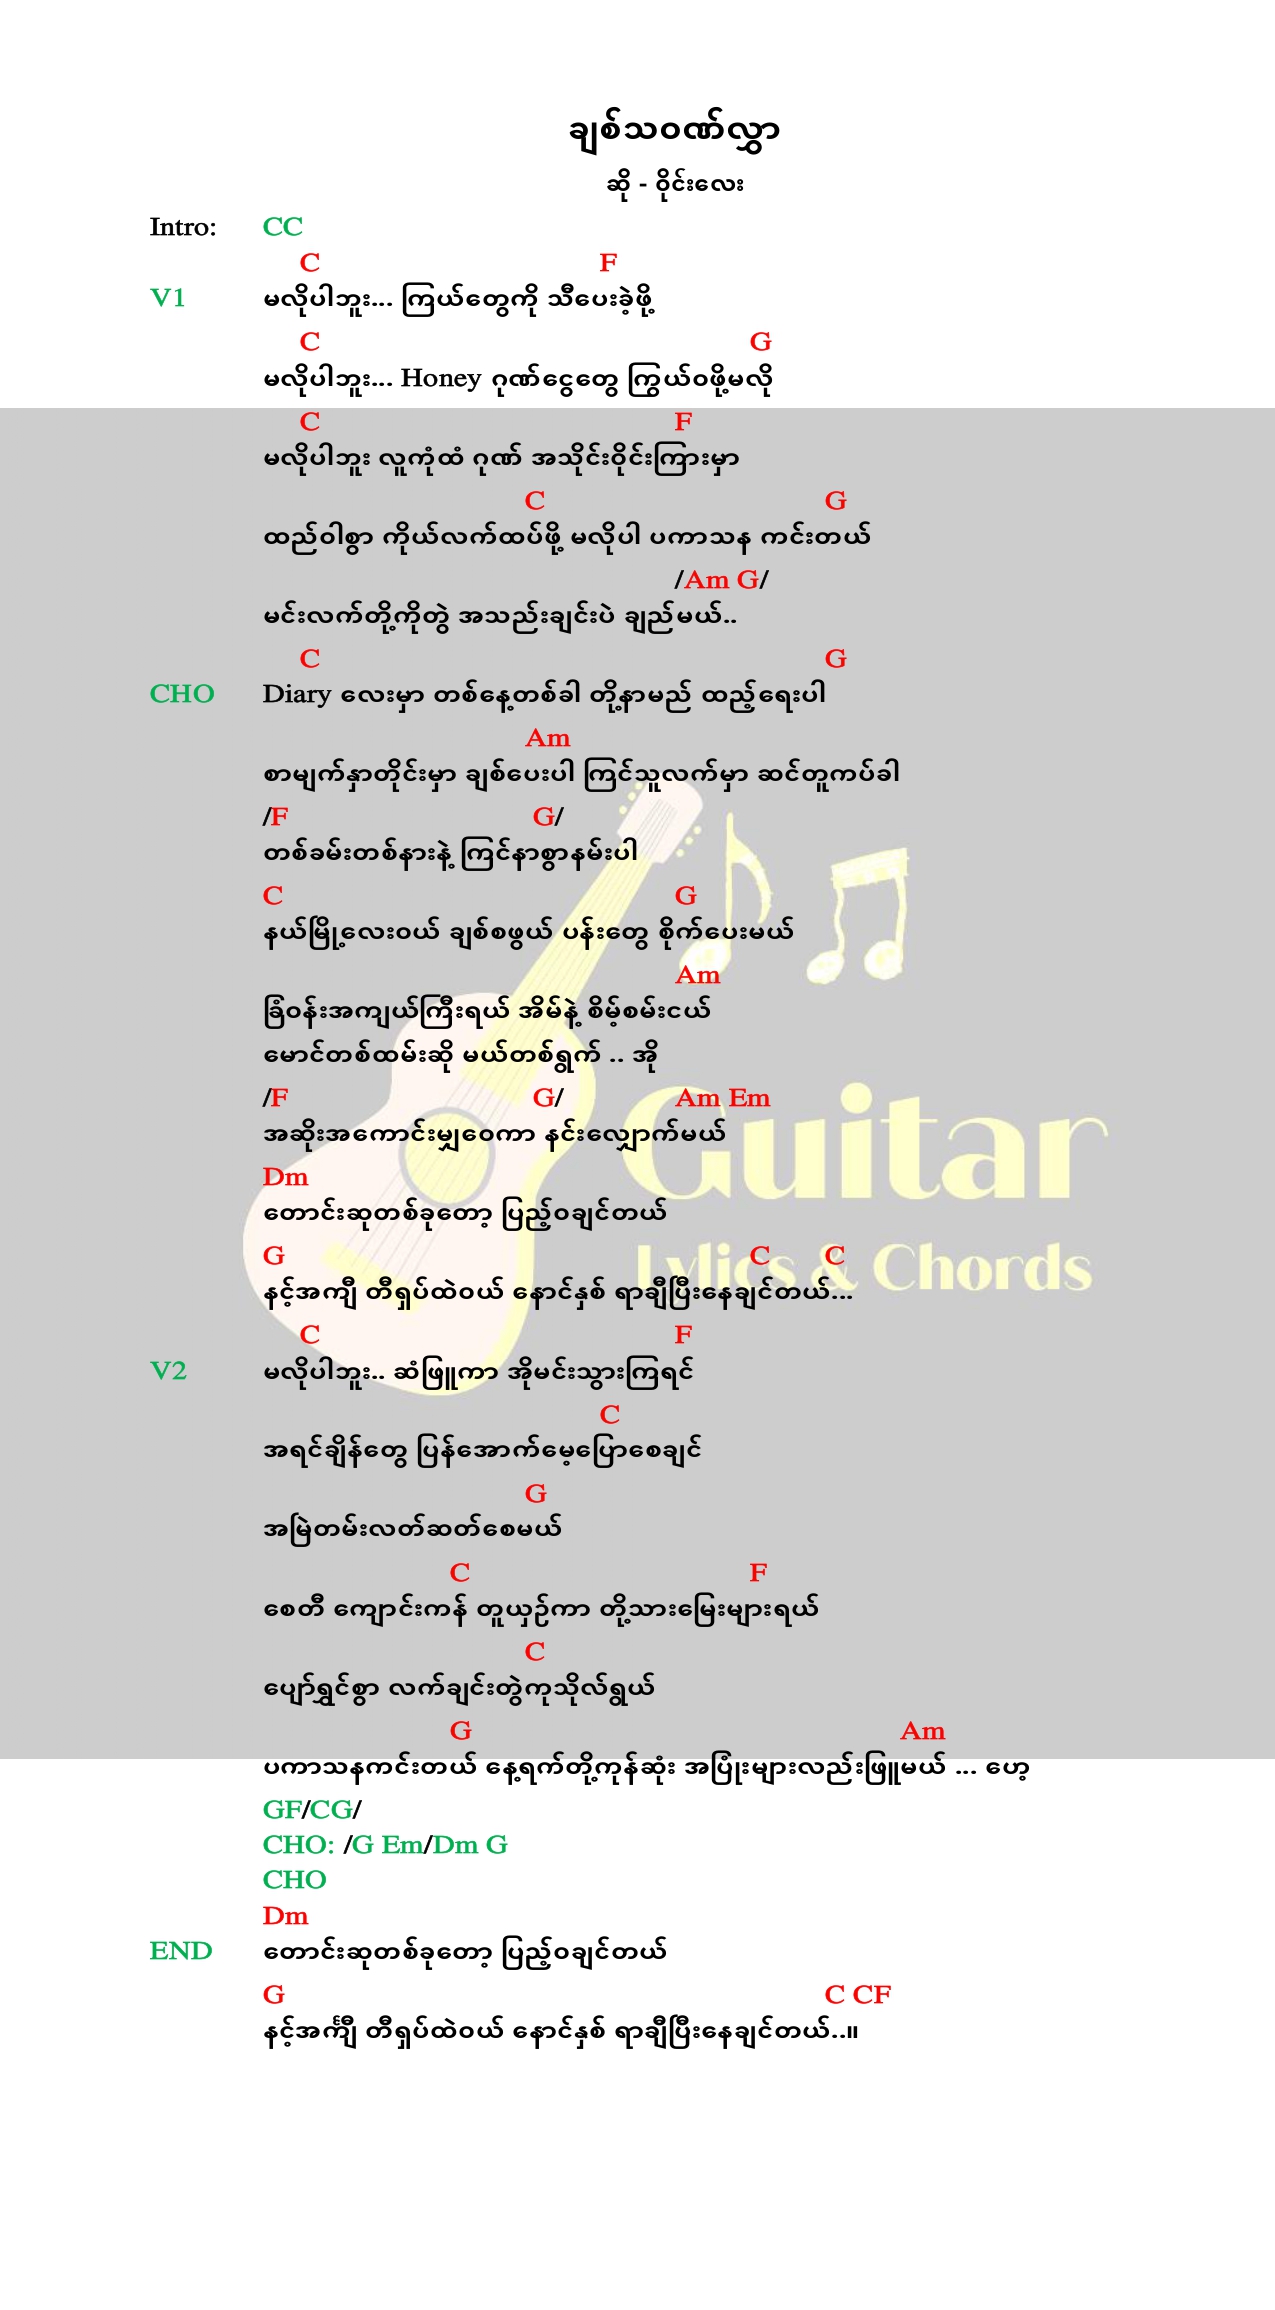 ချစ်သဝဏ်လွှာ
ဆို - ဝိုင်းလေး
Intro: CC
C F
V1 မလိုပါဘူး... ကြယ်တွေကို သီပေးခဲ့ဖို့
C G
မလိုပါဘူး... Honey ဂုဏ်ငွေတွေ ကြွယ်ဝဖို့မလို
C F
မလိုပါဘူး လူကုံထံ ဂုဏ် အသိုင်းဝိုင်းကြားမှာ
C G
ထည်ဝါစွာ ကိုယ်လက်ထပ်ဖို့ မလိုပါ ပကာသန ကင်းတယ်
/Am G/
မင်းလက်တို့ကိုတွဲ အသည်းချင်းပဲ ချည်မယ်..
C G
CHO Diary လေးမှာ တစ်နေ့တစ်ခါ တို့နာမည် ထည့်ရေးပါ
Am
စာမျက်နှာတိုင်းမှာ ချစ်ပေးပါ ကြင်သူလက်မှာ ဆင်တူကပ်ခါ
/F G/
တစ်ခမ်းတစ်နားနဲ့ ကြင်နာစွာနမ်းပါ
C G
နယ်မြို့လေးဝယ် ချစ်စဖွယ် ပန်းတွေ စိုက်ပေးမယ်
Am
ခြံဝန်းအကျယ်ကြီးရယ် အိမ်နဲ့ စိမ့်စမ်းငယ်
မောင်တစ်ထမ်းဆို မယ်တစ်ရွက် .. အို
/F G/ Am Em
အဆိုးအကောင်းမျှဝေကာ နင်းလျှောက်မယ်
Dm
တောင်းဆုတစ်ခုတော့ ပြည့်ဝချင်တယ်
G C C
နင့်အကျီ တီရှပ်ထဲဝယ် နောင်နှစ် ရာချီပြီးနေချင်တယ်...
C F
V2 မလိုပါဘူး.. ဆံဖြူကာ အိုမင်းသွားကြရင်
C
အရင်ချိန်တွေ ပြန်အောက်မေ့ပြောစေချင်
G
အမြဲတမ်းလတ်ဆတ်စေမယ်
C F
စေတီ ကျောင်းကန် တူယှဉ်ကာ တို့သားမြေးများရယ်
C
ပျော်ရွှင်စွာ လက်ချင်းတွဲကုသိုလ်ရွယ်
G Am
ပကာသနကင်းတယ် နေ့ရက်တို့ကုန်ဆုံး အပြုံးများလည်းဖြူမယ် ... ဟေ့
GF/CG/
CHO: /G Em/Dm G
CHO
Dm
END တောင်းဆုတစ်ခုတော့ ပြည့်ဝချင်တယ်
G C CF
နင့်အင်္ကျီ တီရှပ်ထဲဝယ် နောင်နှစ် ရာချီပြီးနေချင်တယ်..။
Guitar
Lylics & Chords